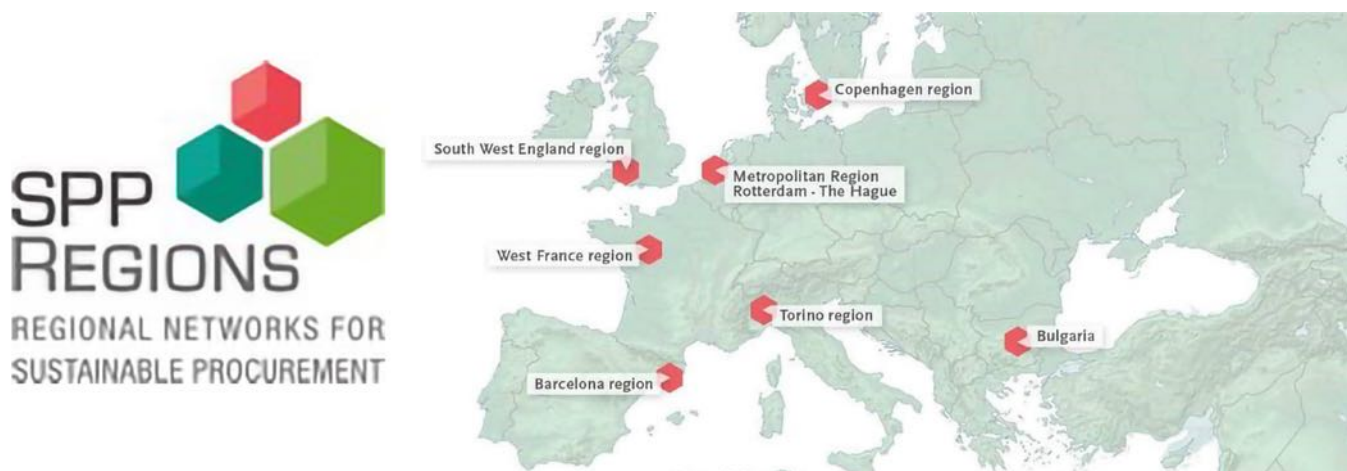 SPP
REGIONS
REGIONAL NETWORKS FOR
SUSTAINABLE PROCUREMENT
Copenhagen region
South West England region
Metropolitan Region
Rotterdam - The Hague
West France region
Torino region
Bulgaria
Barcelona region